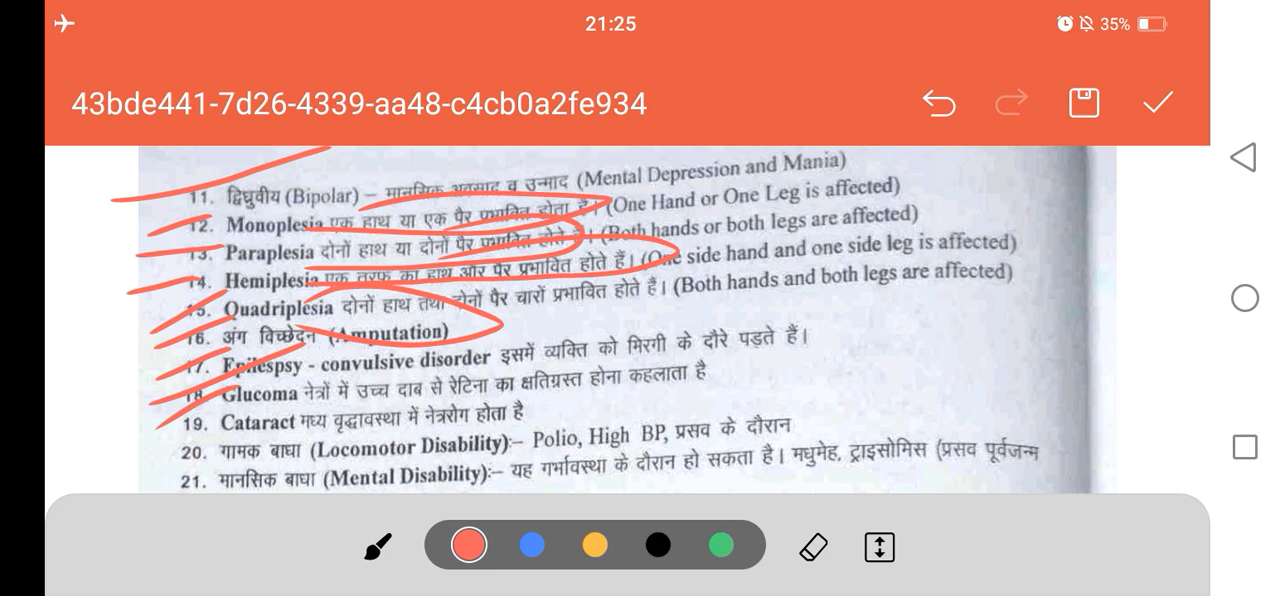 21:25
35%
43bde441-7d26-4339-aa48-c4cb0a2fe934
11. द्विघुवीय (Bipolar) – मानसिक अवसाद व उन्माद (Mental Depression and Mania)
12. Monoplesia एक हाथ या एक पैर प्रभावित होता है। (One Hand or One Leg is affected)
13. Paraplesia दोनों हाथ या दोनों पैर प्रभावित होते हैं। (Both hands or both legs are affected)
14. Hemiplesia एक तरफ का हाथ और पैर प्रभावित होते हैं। (One side hand and one side leg is affected)
15. Quadriplesia दोनों हाथ तथा दोनों पैर चारों प्रभावित होते हैं। (Both hands and both legs are affected)
16. अंग विच्छेदन (Amputation)
17. Epilespsy - convulsive disorder इसमें व्यक्ति को मिरगी के दौरे पड़ते हैं।
18. Glucoma नेत्रों में उच्च दाब से रेटिना का क्षतिग्रस्त होना कहलाता है
19. Cataract मध्य वृद्धावस्था में नेत्ररोग होता है
20. गामक बाघा (Locomotor Disability):– Polio, High BP, प्रसव के दौरान
21. मानसिक बाघा (Mental Disability):– यह गर्भावस्था के दौरान हो सकता है। मधुमेह, ट्राइसोमिस (प्रसव पूर्वजन्म